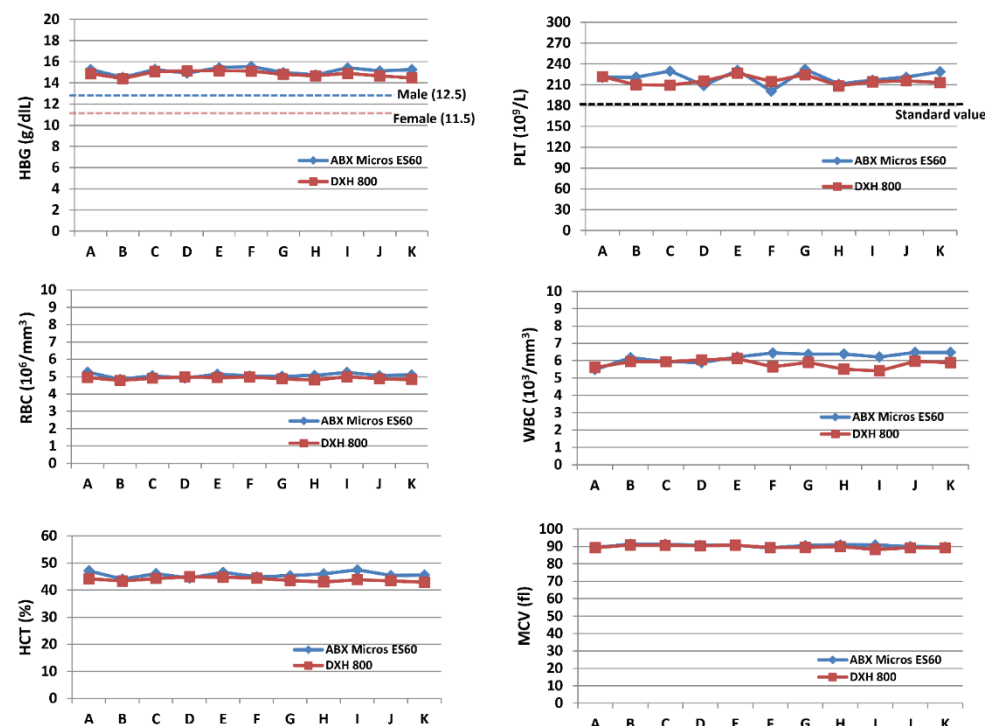 HBG (g/dlL)
20
18
16
14
12
10
8
6
4
2
0
Male (12.5)
Female (11.5)
ABX Micros ES60
DXH 800
A B C D E F G H I J K
PLT (10⁹/L)
300
270
240
210
180
150
120
90
60
30
0
Standard value
ABX Micros ES60
DXH 800
A B C D E F G H I J K
RBC (10⁶/mm³)
10
9
8
7
6
5
4
3
2
1
0
ABX Micros ES60
DXH 800
A B C D E F G H I J K
WBC (10³/mm³)
10
9
8
7
6
5
4
3
2
1
0
ABX Micros ES60
DXH 800
A B C D E F G H I J K
HCT (%)
60
50
40
30
20
10
0
ABX Micros ES60
DXH 800
A B C D E F G H I J K
MCV (fl)
100
90
80
70
60
50
40
30
20
10
0
ABX Micros ES60
DXH 800
A B C D E F G H I J K